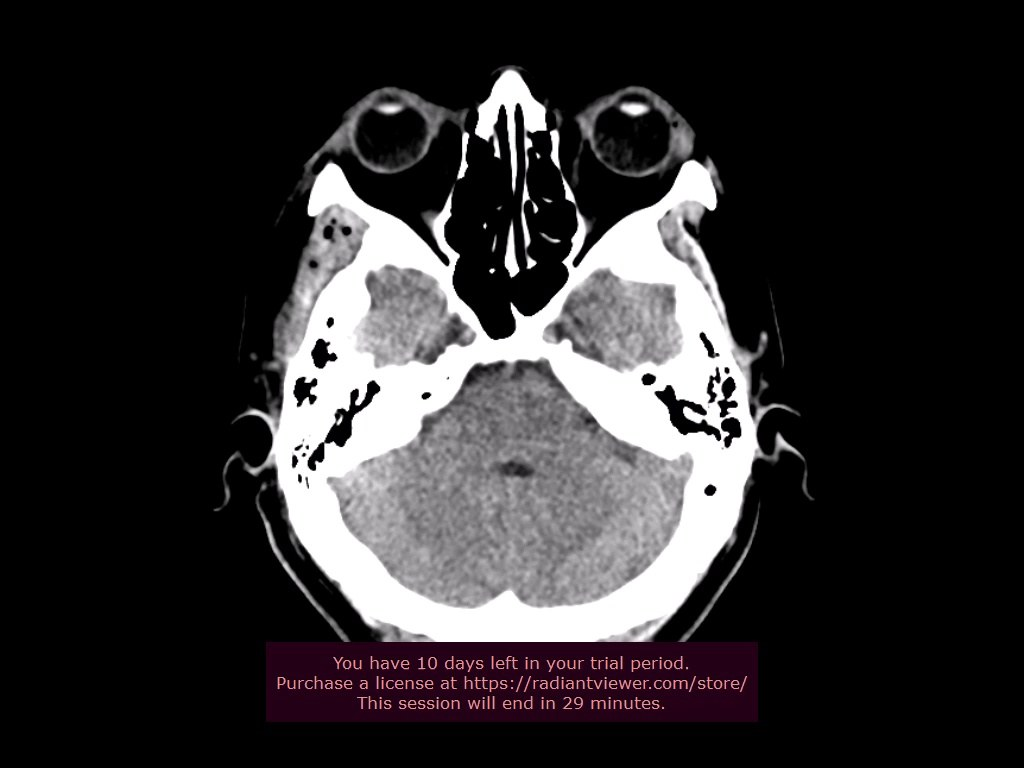 You have 10 days left in your trial period.
Purchase a license at https://radiantviewer.com/store/
This session will end in 29 minutes.